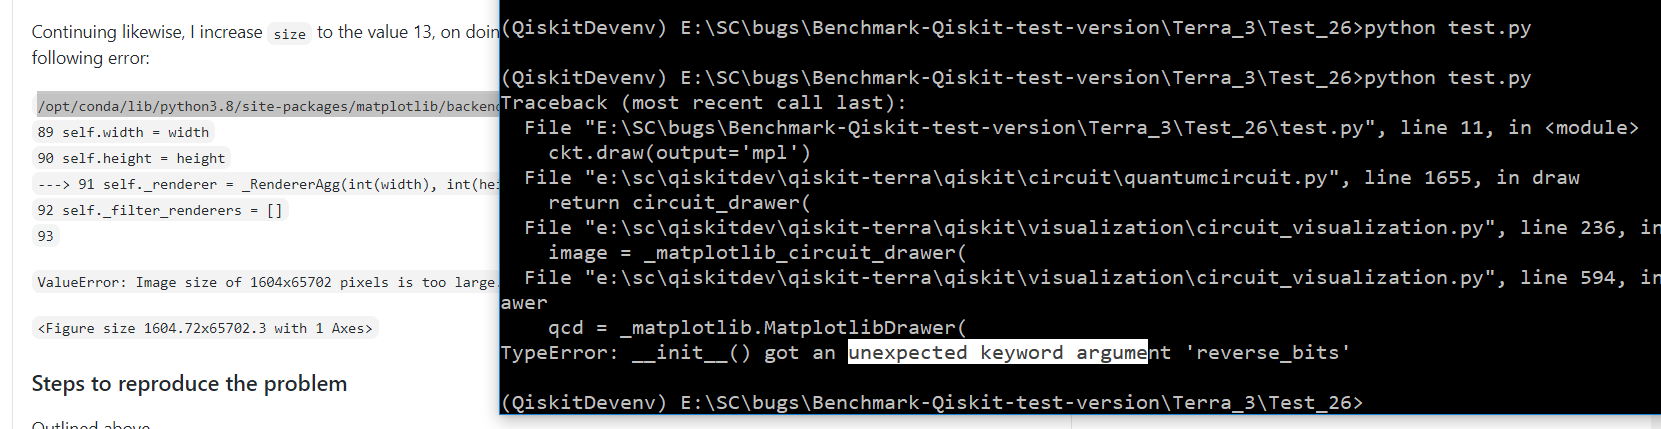 Continuing likewise, I increase size to the value 13, on doin
following error:
/opt/conda/lib/python3.8/site-packages/matplotlib/backend
89 self.width = width
90 self.height = height
---> 91 self._renderer = _RendererAgg(int(width), int(hei
92 self._filter_renderers = []
93
ValueError: Image size of 1604x65702 pixels is too large.
<Figure size 1604.72x65702.3 with 1 Axes>
Steps to reproduce the problem
Outlined above
(QiskitDevenv) E:\SC\bugs\Benchmark-Qiskit-test-version\Terra_3\Test_26>python test.py
(QiskitDevenv) E:\SC\bugs\Benchmark-Qiskit-test-version\Terra_3\Test_26>python test.py
Traceback (most recent call last):
  File "E:\SC\bugs\Benchmark-Qiskit-test-version\Terra_3\Test_26\test.py", line 11, in <module>
    ckt.draw(output='mpl')
  File "e:\sc\qiskitdev\qiskit-terra\qiskit\circuit\quantumcircuit.py", line 1655, in draw
    return circuit_drawer(
  File "e:\sc\qiskitdev\qiskit-terra\qiskit\visualization\circuit_visualization.py", line 236, in
    image = _matplotlib_circuit_drawer(
  File "e:\sc\qiskitdev\qiskit-terra\qiskit\visualization\circuit_visualization.py", line 594, in
awer
    qcd = _matplotlib.MatplotlibDrawer(
TypeError: __init__() got an unexpected keyword argument 'reverse_bits'
(QiskitDevenv) E:\SC\bugs\Benchmark-Qiskit-test-version\Terra_3\Test_26>